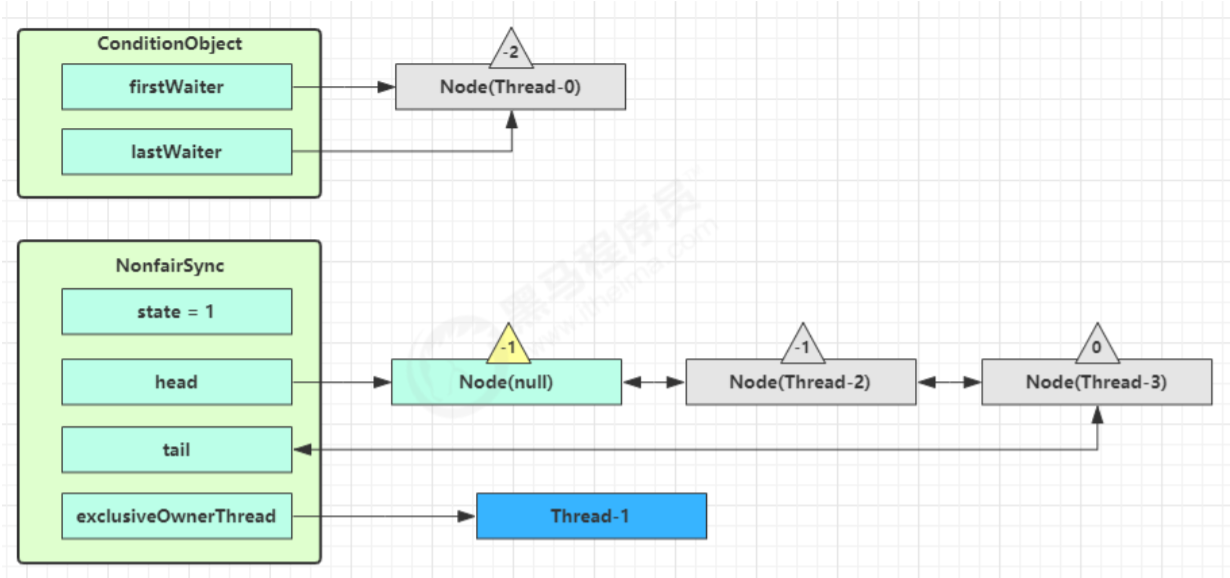 ConditionObject
-2
firstWaiter
Node(Thread-0)
lastWaiter
NonfairSync
state = 1
-1
-1
0
head
Node(null)
Node(Thread-2)
Node(Thread-3)
tail
exclusiveOwnerThread
Thread-1
黑马程序员
www.itheima.com